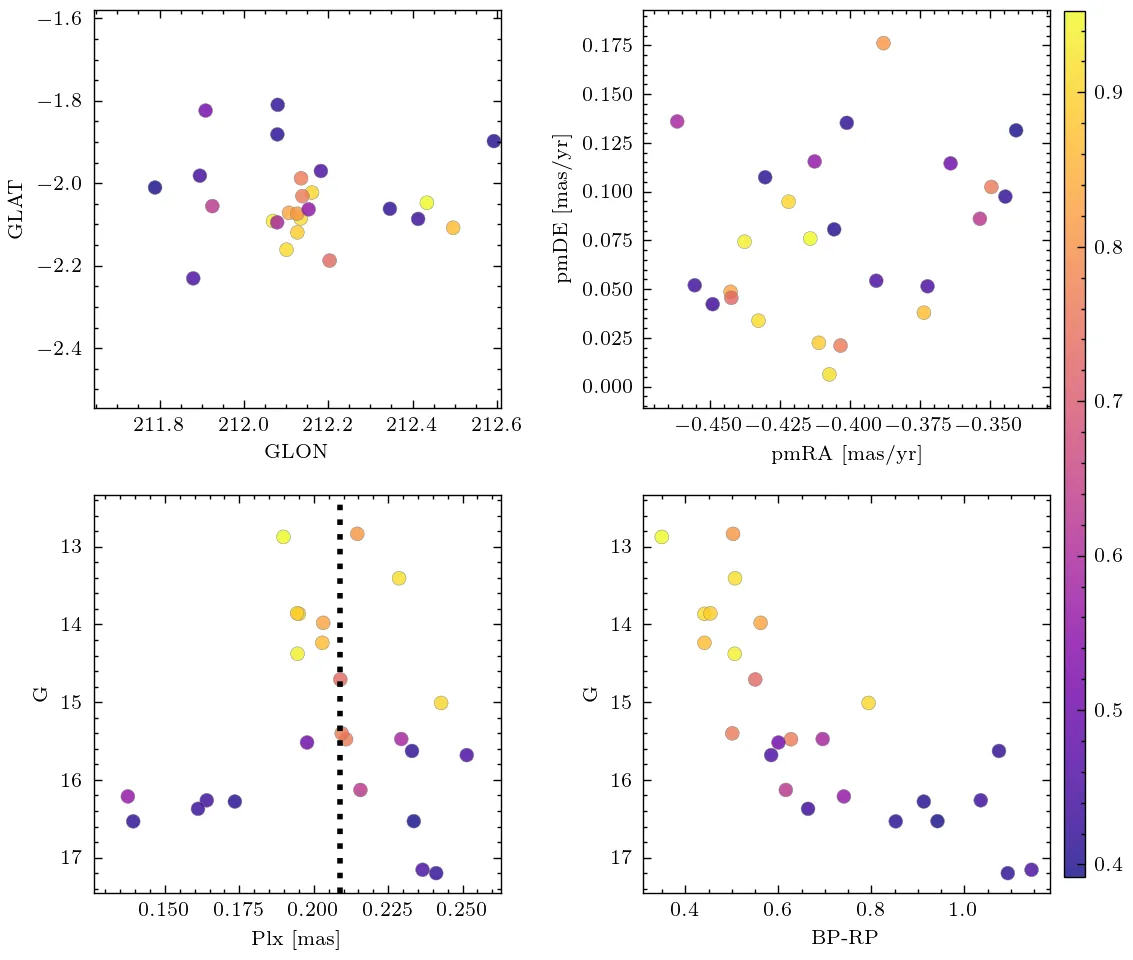 −1.6
−1.8
−2.0
−2.2
−2.4
GLAT
211.8 212.0 212.2 212.4 212.6
GLON
0.175
0.150
0.125
0.100
0.075
0.050
0.025
0.000
pmDE [mas/yr]
−0.450 −0.425 −0.400 −0.375 −0.350
pmRA [mas/yr]
0.9
0.8
0.7
0.6
0.5
0.4
13
14
15
16
17
G
0.150 0.175 0.200 0.225 0.250
Plx [mas]
13
14
15
16
17
G
0.4 0.6 0.8 1.0
BP-RP